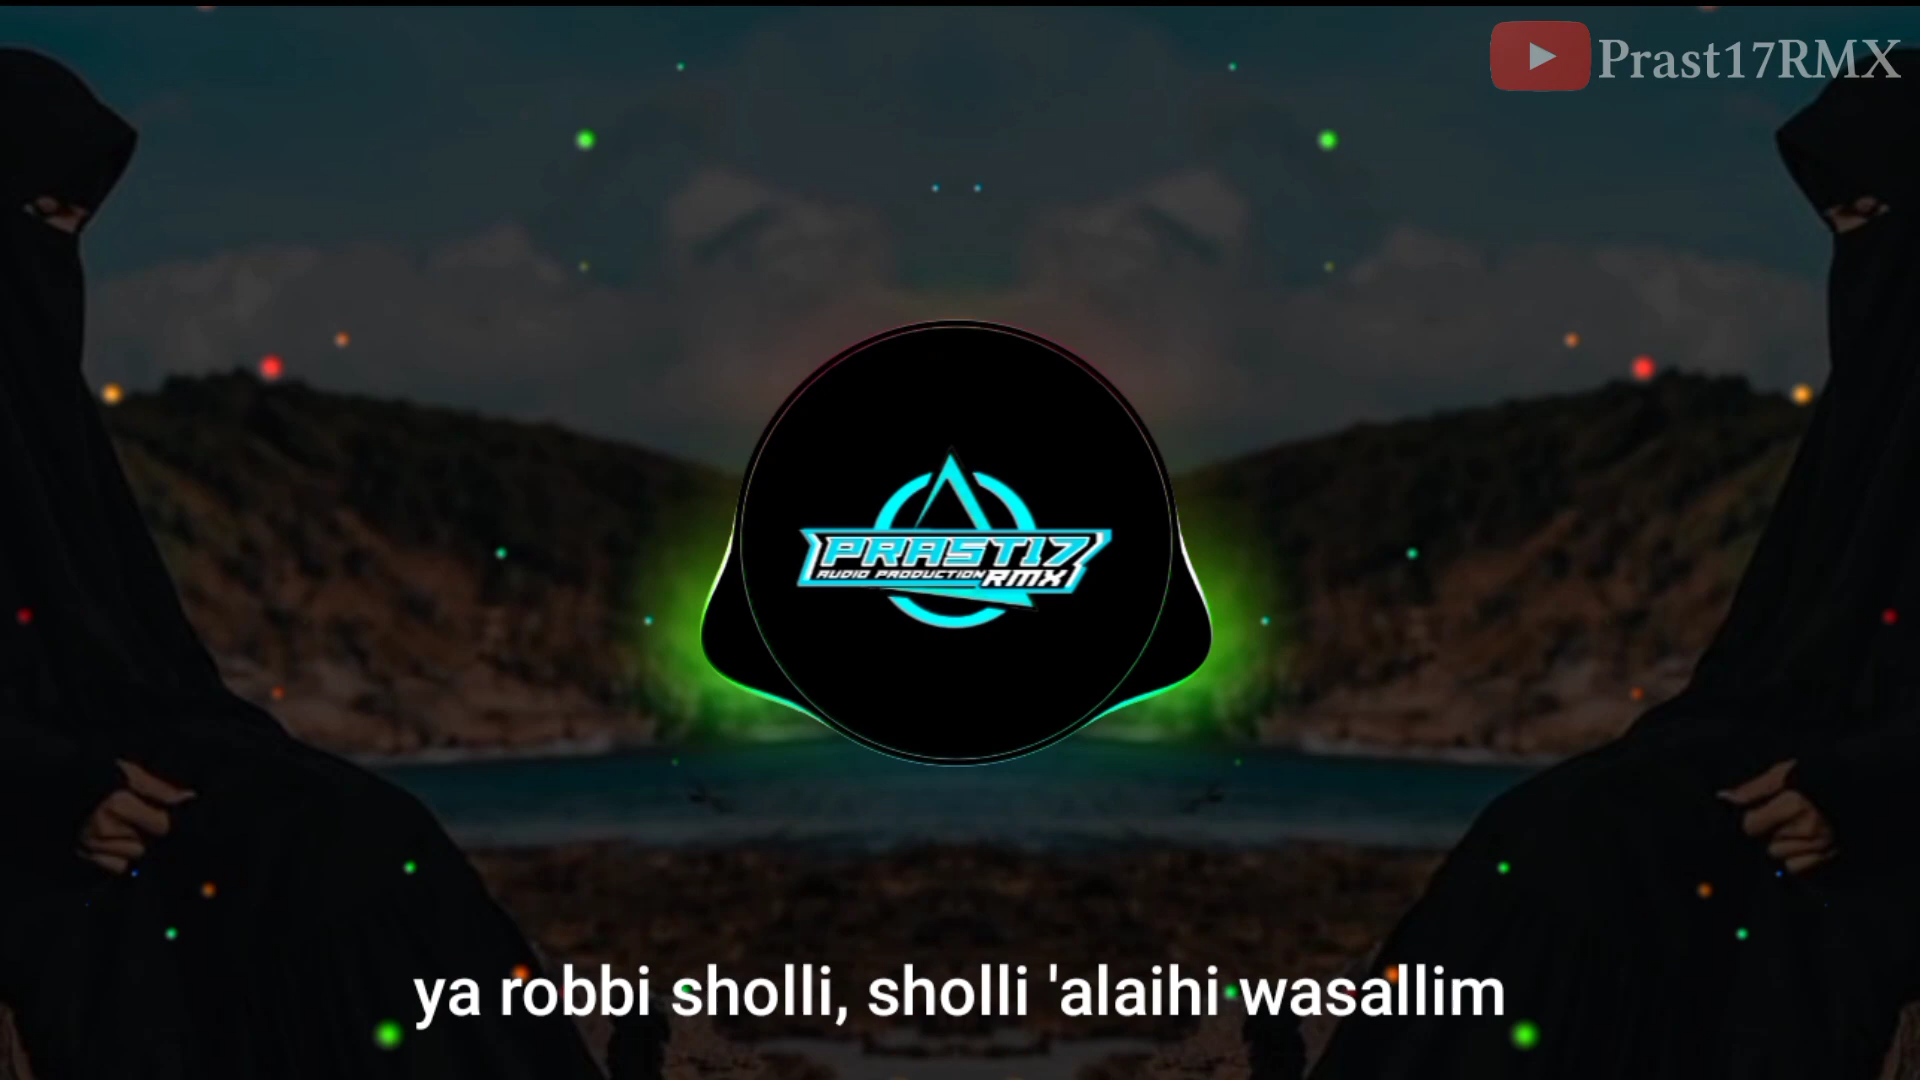 Prast17RMX
PRAST17
AUDIO PRODUCTION RMX
ya robbi sholli, sholli 'alaihi wasallim